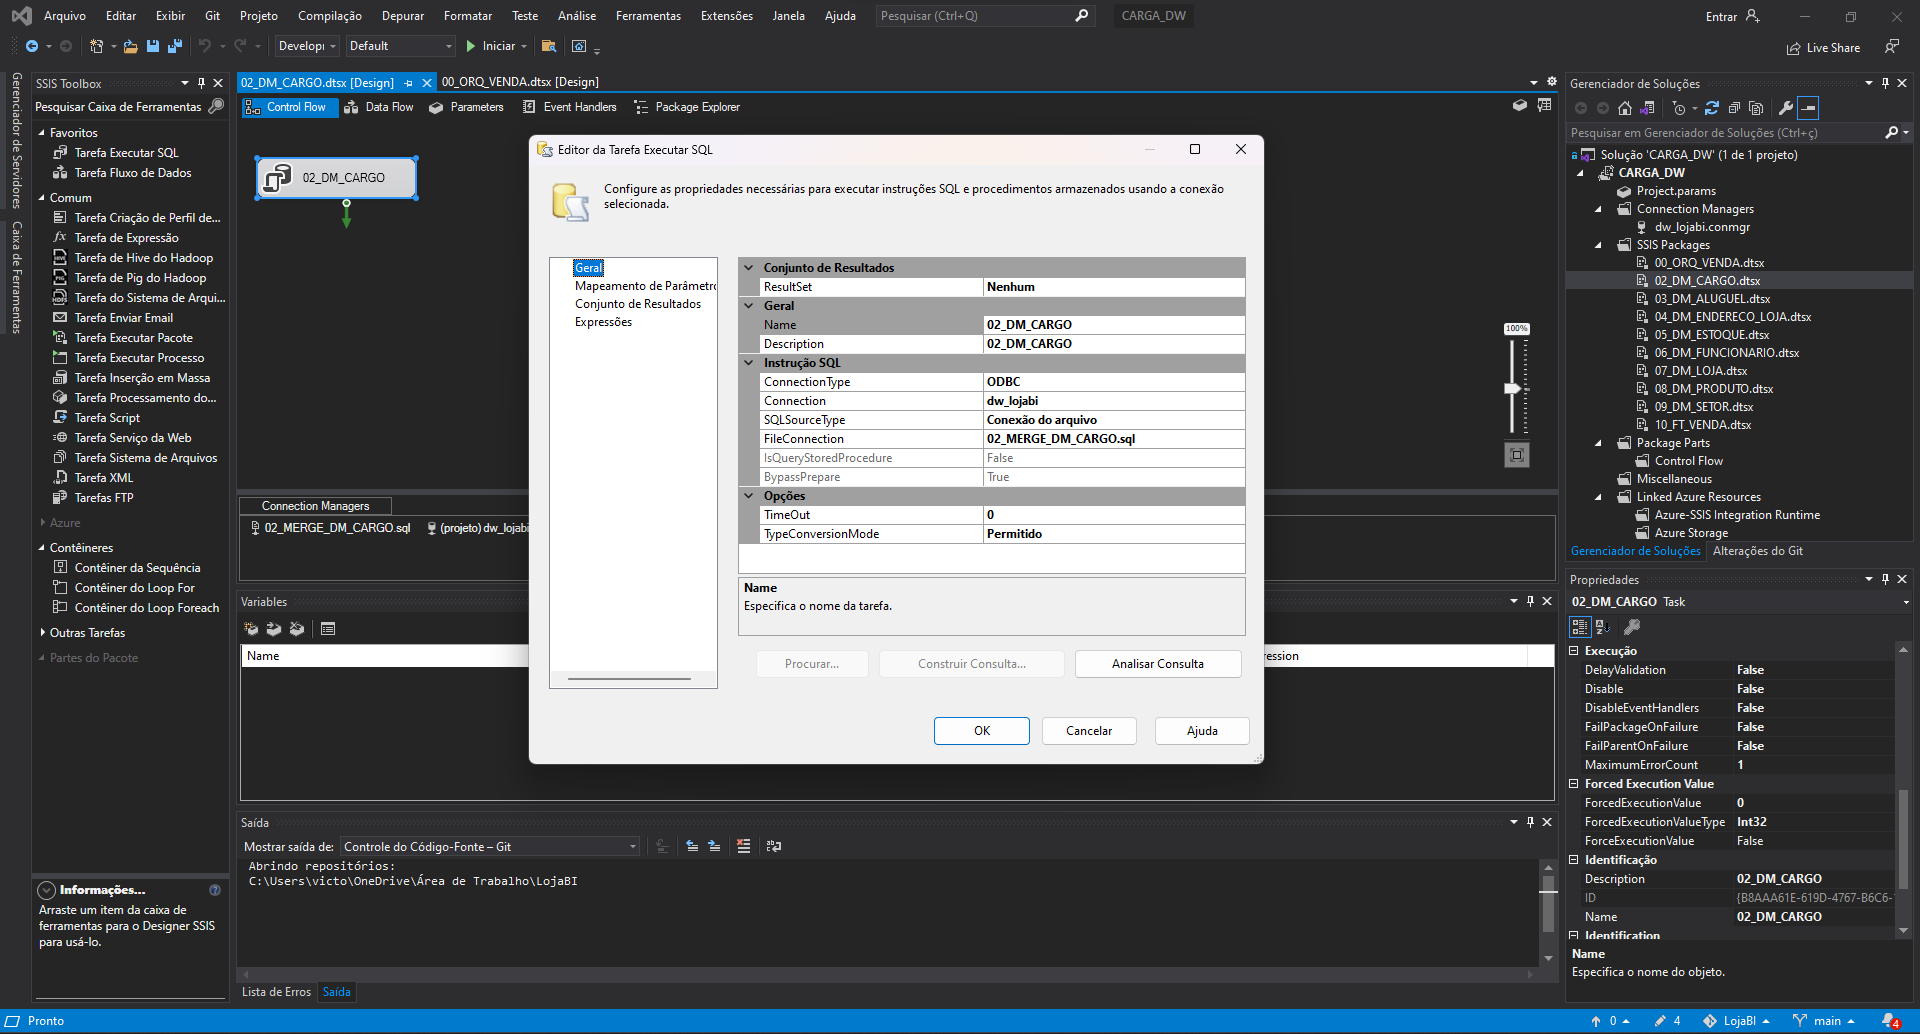 Arquivo Editar Exibir Git Projeto Compilação Depurar Formatar Teste Análise Ferramentas Extensões Janela Ajuda Pesquisar (Ctrl+Q) CARGA_DW Entrar
Develop Default Iniciar Live Share
Gerenciador de Servidores
Caixa de Ferramentas
SSIS Toolbox
Pesquisar Caixa de Ferramentas
Favoritos
Tarefa Executar SQL
Tarefa Fluxo de Dados
Comum
Tarefa Criação de Perfil de...
Tarefa de Expressão
Tarefa de Hive do Hadoop
Tarefa de Pig do Hadoop
Tarefa do Sistema de Arqui...
Tarefa Enviar Email
Tarefa Executar Pacote
Tarefa Executar Processo
Tarefa Inserção em Massa
Tarefa Processamento do...
Tarefa Script
Tarefa Serviço da Web
Tarefa Sistema de Arquivos
Tarefa XML
Tarefas FTP
Azure
Contêineres
Contêiner da Sequência
Contêiner do Loop For
Contêiner do Loop Foreach
Outras Tarefas
Partes do Pacote
Informações...
Arraste um item da caixa de
ferramentas para o Designer SSIS
para usá-lo.
02_DM_CARGO.dtsx [Design] 00_ORQ_VENDA.dtsx [Design]
Control Flow Data Flow Parameters Event Handlers Package Explorer
02_DM_CARGO
100%
Connection Managers
02_MERGE_DM_CARGO.sql (projeto) dw_lojabi
Variables
Name ression
Saída
Mostrar saída de: Controle do Código-Fonte – Git
Abrindo repositórios:
C:\Users\victo\OneDrive\Área de Trabalho\LojaBI
Lista de Erros Saída
Editor da Tarefa Executar SQL
Configure as propriedades necessárias para executar instruções SQL e procedimentos armazenados usando a conexão
selecionada.
Geral
Mapeamento de Parâmetro
Conjunto de Resultados
Expressões
Conjunto de Resultados
ResultSet Nenhum
Geral
Name 02_DM_CARGO
Description 02_DM_CARGO
Instrução SQL
ConnectionType ODBC
Connection dw_lojabi
SQLSourceType Conexão do arquivo
FileConnection 02_MERGE_DM_CARGO.sql
IsQueryStoredProcedure False
BypassPrepare True
Opções
TimeOut 0
TypeConversionMode Permitido
Name
Especifica o nome da tarefa.
Procurar... Construir Consulta... Analisar Consulta
OK Cancelar Ajuda
Gerenciador de Soluções
Pesquisar em Gerenciador de Soluções (Ctrl+ç)
Solução 'CARGA_DW' (1 de 1 projeto)
CARGA_DW
Project.params
Connection Managers
dw_lojabi.conmgr
SSIS Packages
00_ORQ_VENDA.dtsx
02_DM_CARGO.dtsx
03_DM_ALUGUEL.dtsx
04_DM_ENDERECO_LOJA.dtsx
05_DM_ESTOQUE.dtsx
06_DM_FUNCIONARIO.dtsx
07_DM_LOJA.dtsx
08_DM_PRODUTO.dtsx
09_DM_SETOR.dtsx
10_FT_VENDA.dtsx
Package Parts
Control Flow
Miscellaneous
Linked Azure Resources
Azure-SSIS Integration Runtime
Azure Storage
Gerenciador de Soluções Alterações do Git
Propriedades
02_DM_CARGO Task
Execução
DelayValidation False
Disable False
DisableEventHandlers False
FailPackageOnFailure False
FailParentOnFailure False
MaximumErrorCount 1
Forced Execution Value
ForcedExecutionValue 0
ForcedExecutionValueType Int32
ForceExecutionValue False
Identificação
Description 02_DM_CARGO
ID {B8AAA61E-619D-4767-B6C6-
Name 02_DM_CARGO
Identification
Name
Especifica o nome do objeto.
Pronto 0 4 LojaBI main 4